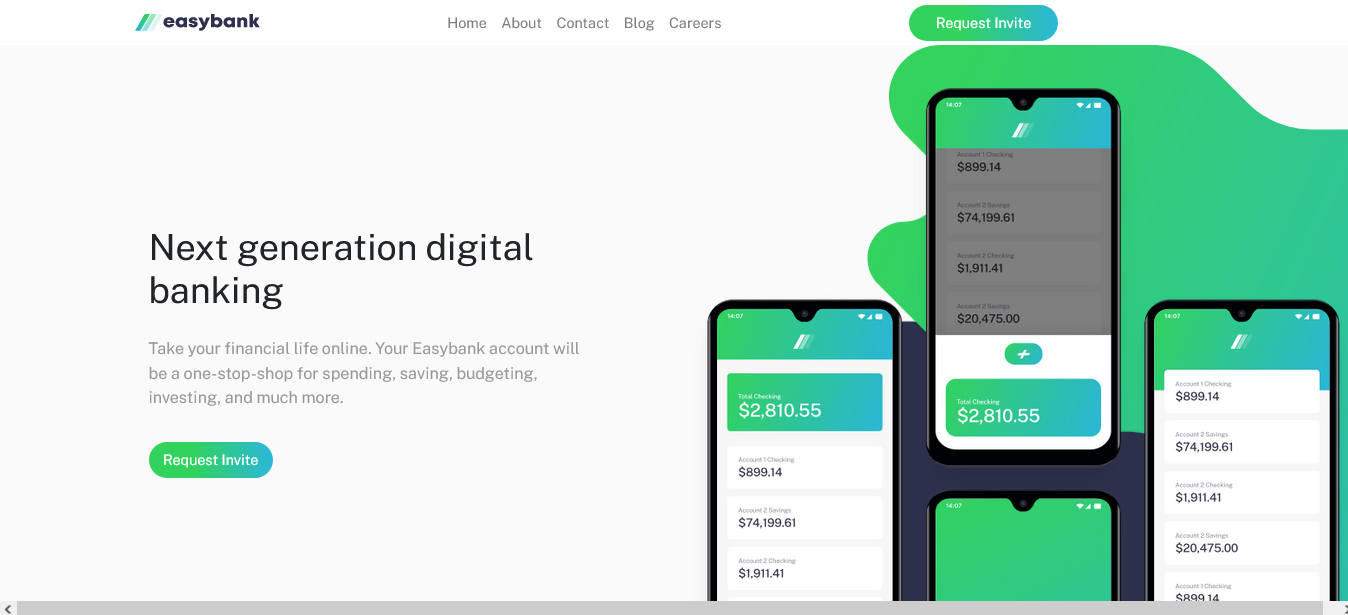 easybank
Home About Contact Blog Careers
Request Invite
Next generation digital
banking
Take your financial life online. Your Easybank account will
be a one-stop-shop for spending, saving, budgeting,
investing, and much more.
Request Invite
14:07
Total Checking
$2,810.55
Account 1 Checking
$899.14
Account 2 Savings
$74,199.61
Account 2 Checking
$1,911.41
14:07
Account 1 Checking
$899.14
Account 2 Savings
$74,199.61
Account 2 Checking
$1,911.41
Account 2 Savings
$20,475.00
Total Checking
$2,810.55
14:07
14:07
Account 1 Checking
$899.14
Account 2 Savings
$74,199.61
Account 2 Checking
$1,911.41
Account 2 Savings
$20,475.00
Account 1 Checking
$899.14